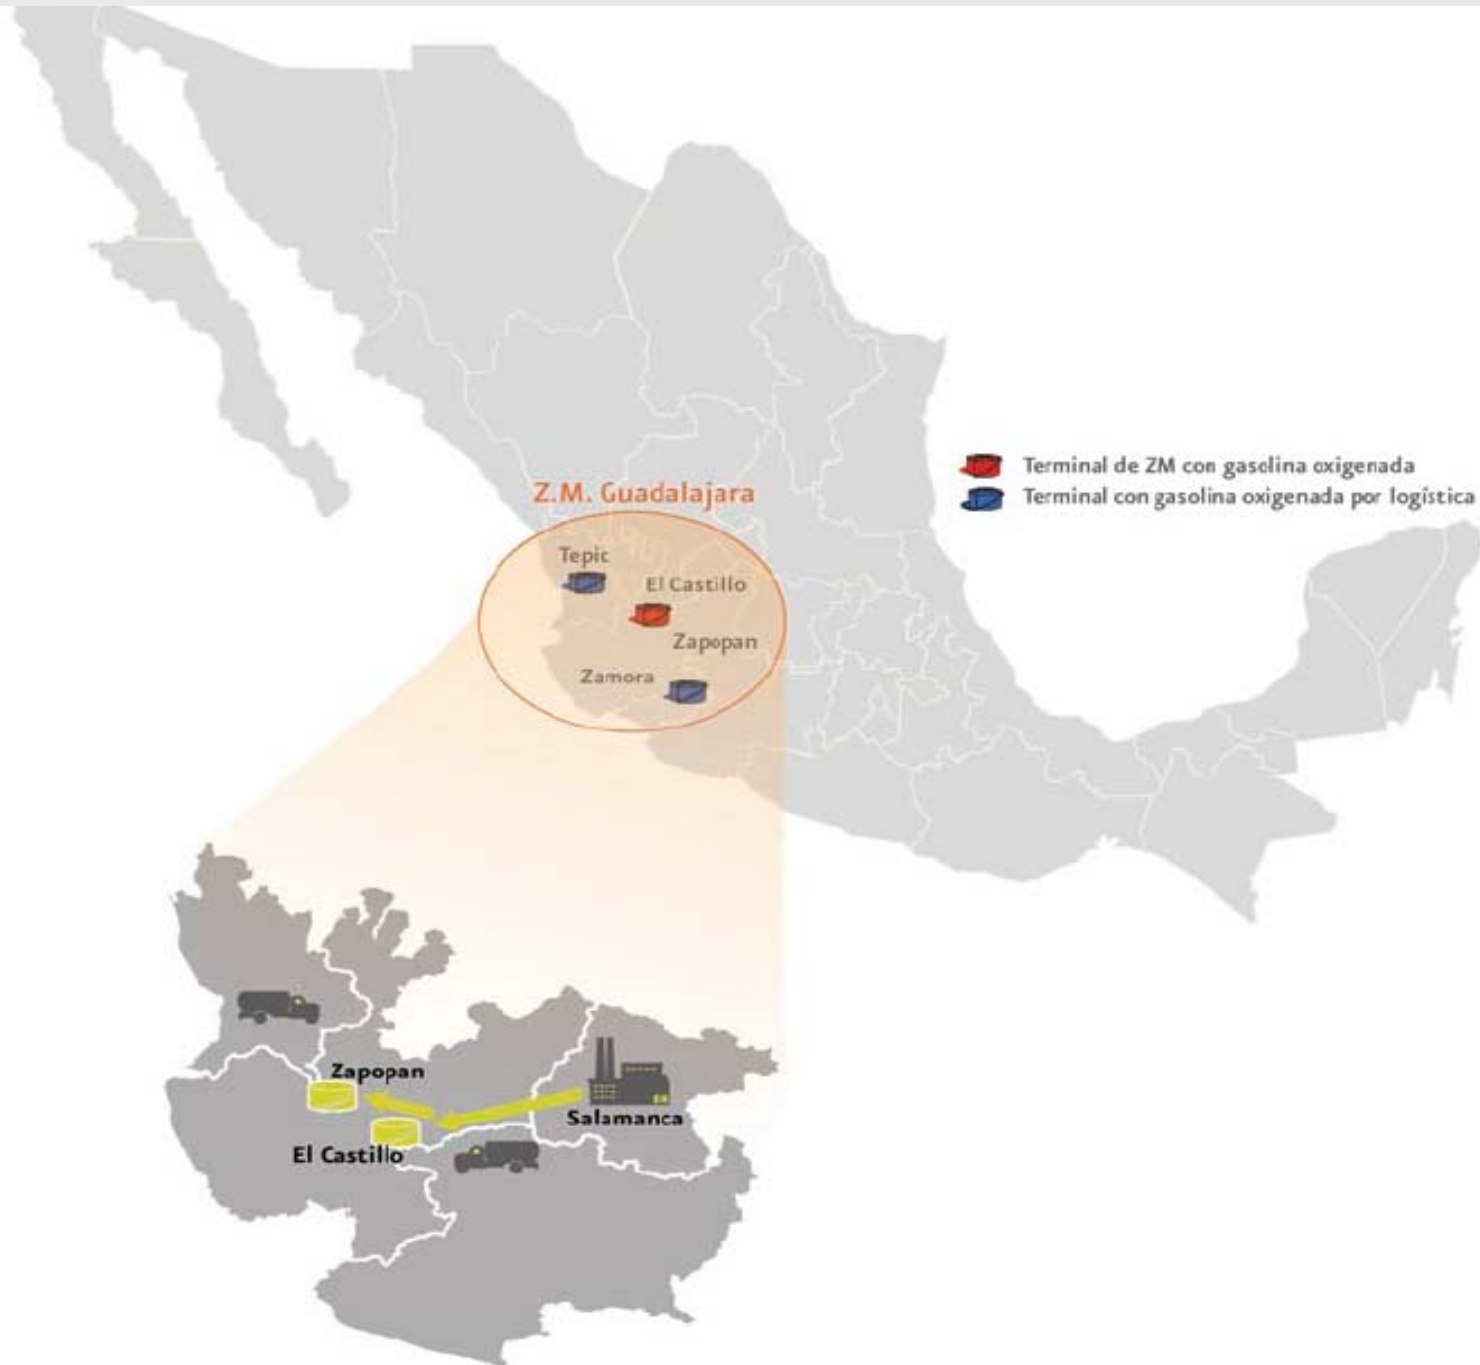 Terminal de ZM con gasolina oxigenada
Terminal con gasolina oxigenada por logística
Z.M. Guadalajara
Tepic
El Castillo
Zapopan
Zamora
Zapopan
Salamanca
El Castillo